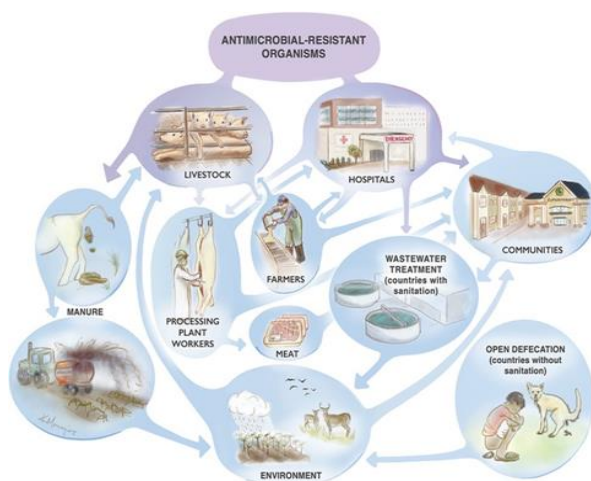 ANTIMICROBIAL-RESISTANT
ORGANISMS
LIVESTOCK
HOSPITALS
EMERGENCY
COMMUNITIES
FARMERS
WASTEWATER
TREATMENT
(countries with
sanitation)
MANURE
PROCESSING
PLANT
WORKERS
MEAT
OPEN DEFECATION
(countries without
sanitation)
ENVIRONMENT